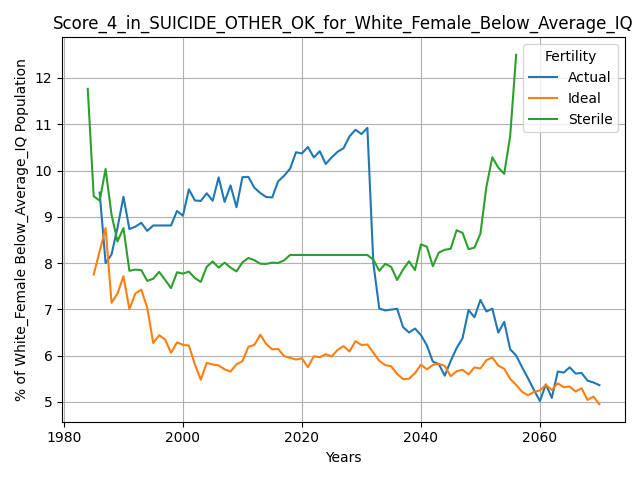 Score_4_in_SUICIDE_OTHER_OK_for_White_Female_Below_Average_IQ
% of White_Female Below_Average_IQ Population
12
11
10
9
8
7
6
5
1980
2000
2020
2040
2060
Years
Fertility
Actual
Ideal
Sterile